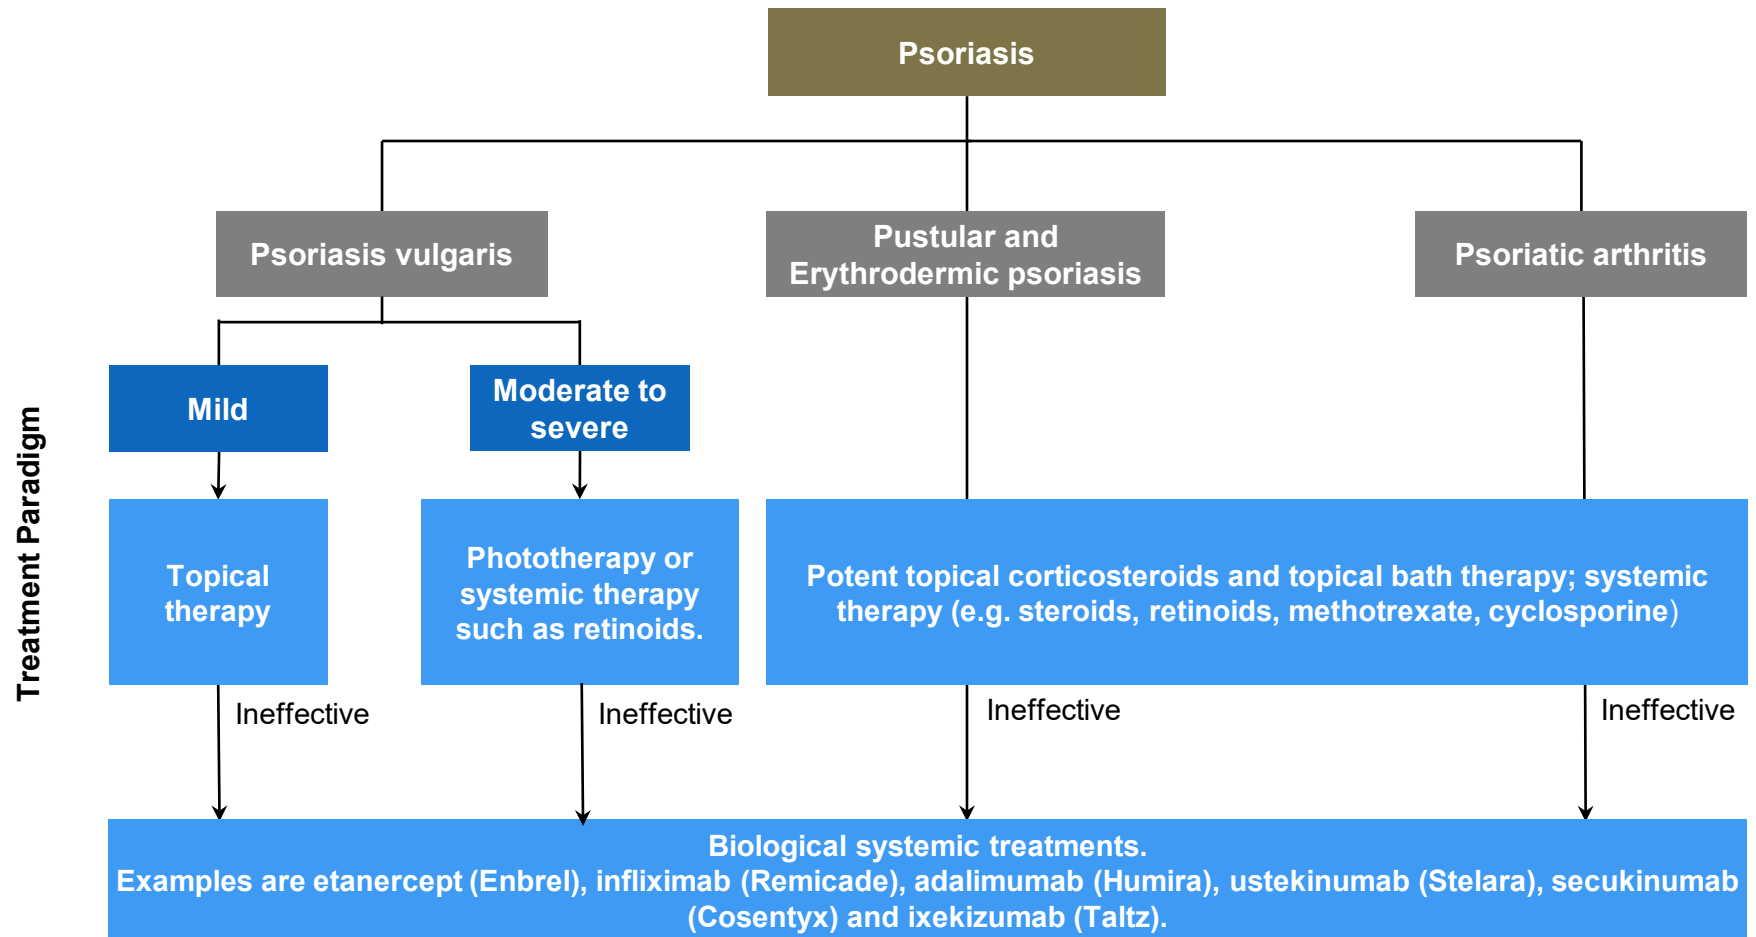 Psoriasis
Psoriasis vulgaris
Pustular and
Erythrodermic psoriasis
Psoriatic arthritis
Treatment Paradigm
Mild
Moderate to
severe
Topical
therapy
Phototherapy or
systemic therapy
such as retinoids.
Potent topical corticosteroids and topical bath therapy; systemic
therapy (e.g. steroids, retinoids, methotrexate, cyclosporine)
Ineffective
Ineffective
Ineffective
Ineffective
Biological systemic treatments.
Examples are etanercept (Enbrel), infliximab (Remicade), adalimumab (Humira), ustekinumab (Stelara), secukinumab
(Cosentyx) and ixekizumab (Taltz).